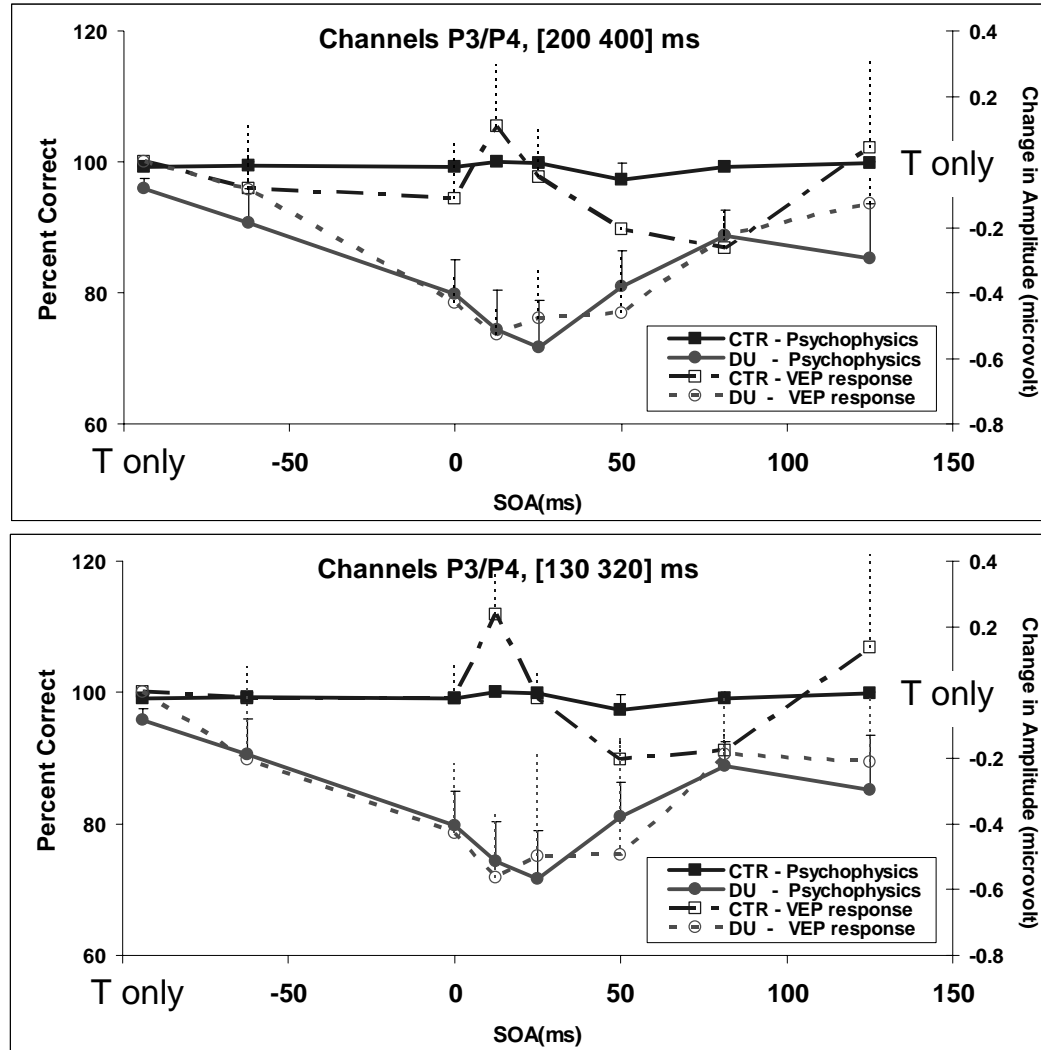 Channels P3/P4, [200 400] ms
120
100
80
60
Percent Correct
0.4
0.2
0.0
-0.2
-0.4
-0.6
-0.8
Change in Amplitude (microvolt)
T only
CTR - Psychophysics
DU - Psychophysics
CTR - VEP response
DU - VEP response
T only
-50
0
50
100
150
SOA(ms)
Channels P3/P4, [130 320] ms
120
100
80
60
Percent Correct
0.4
0.2
0.0
-0.2
-0.4
-0.6
-0.8
Change in Amplitude (microvolt)
T only
CTR - Psychophysics
DU - Psychophysics
CTR - VEP response
DU - VEP response
T only
-50
0
50
100
150
SOA(ms)